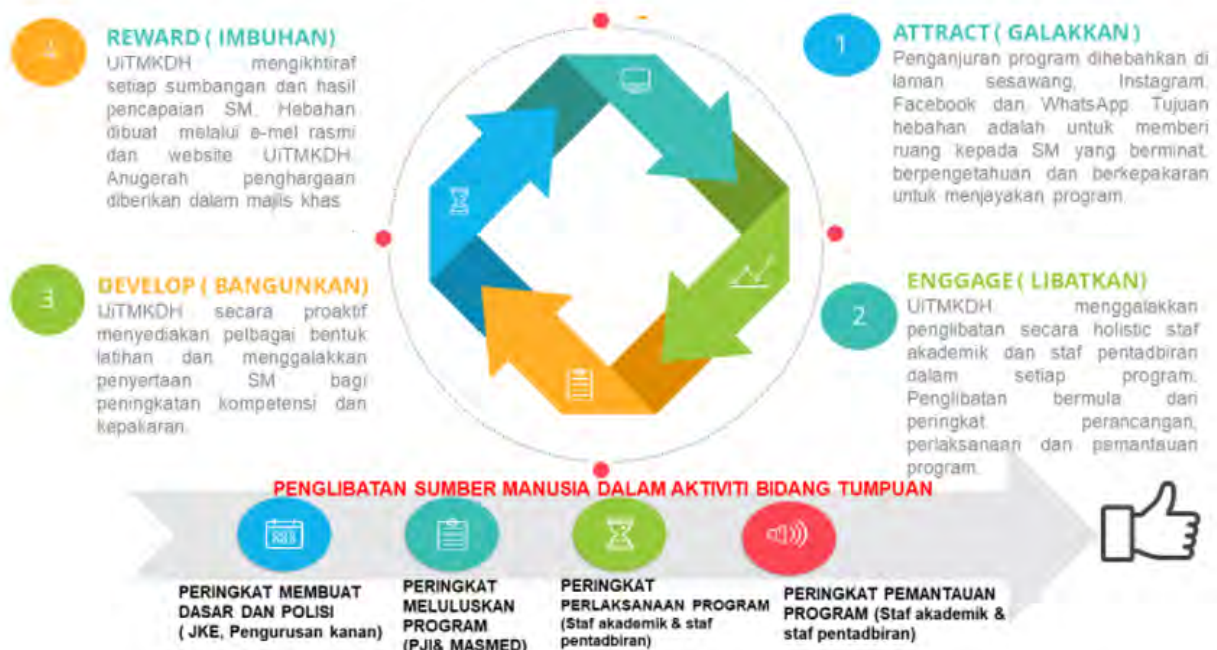 1
ATTRACT ( GALAKKAN )
Penganjuran program dihebahkan di
laman sesawang, Instagram,
Facebook dan WhatsApp Tujuan
hebahan adalah untuk memberi
ruang kepada SM yang berminat,
berpengetahuan dan berkepakaran
untuk menjayakan program
2
ENGGAGE ( LIBATKAN)
UiTMKDH menggalakkan
penglibatan secara holistic staf
akademik dan staf pentadbiran
dalam setiap program.
Penglibatan bermula dari
peringkat perancangan,
perlaksanaan dan pemantauan
program.
3
DEVELOP ( BANGUNKAN)
UiTMKDH secara proaktif
menyediakan pelbagai bentuk
latihan dan menggalakkan
penyertaan SM bagi
peningkatan kompetensi dan
kepakaran.
4
REWARD ( IMBUHAN)
UiTMKDH mengikhtiraf
setiap sumbangan dan hasil
pencapaian SM. Hebahan
dibuat melalui e-mel rasmi
dan website UiTMKDH.
Anugerah penghargaan
diberikan dalam majlis khas
PENGLIBATAN SUMBER MANUSIA DALAM AKTIVITI BIDANG TUMPUAN
PERINGKAT MEMBUAT
DASAR DAN POLISI
( JKE, Pengurusan kanan)
PERINGKAT
MELULUSKAN
PROGRAM
(PJI& MASMED)
PERINGKAT
PERLAKSANAAN PROGRAM
(Staf akademik & staf
pentadbiran)
PERINGKAT PEMANTAUAN
PROGRAM (Staf akademik &
staf pentadbiran)